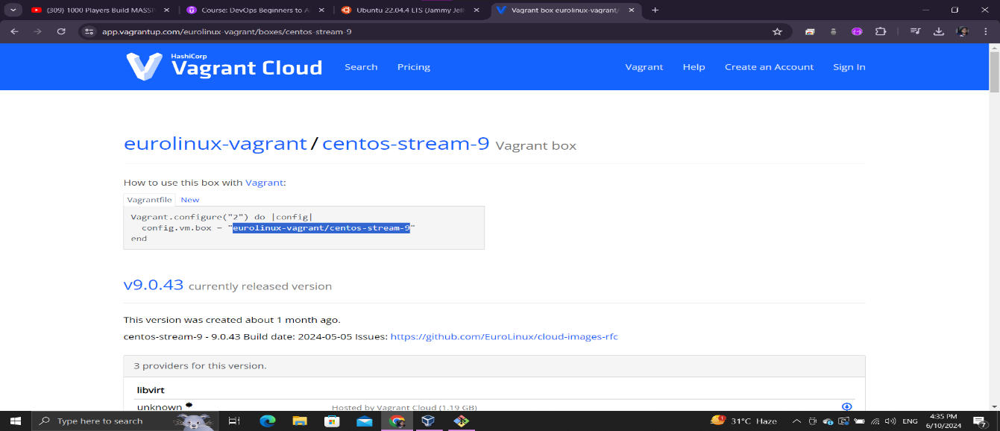 (309) 1000 Players Build MASSI
Course: DevOps Beginners to A
Ubuntu 22.04.4 LTS (Jammy Jell
Vagrant box eurolinux-vagrant/
app.vagrantup.com/eurolinux-vagrant/boxes/centos-stream-9
HashiCorp
Vagrant Cloud
Search
Pricing
Vagrant
Help
Create an Account
Sign In
eurolinux-vagrant / centos-stream-9 Vagrant box
How to use this box with Vagrant:
Vagrantfile
New
Vagrant.configure("2") do |config|
config.vm.box = "eurolinux-vagrant/centos-stream-9"
end
v9.0.43 currently released version
This version was created about 1 month ago.
centos-stream-9 - 9.0.43 Build date: 2024-05-05 Issues: https://github.com/EuroLinux/cloud-images-rfc
3 providers for this version.
libvirt
unknown
Hosted by Vagrant Cloud (1.19 GB)
Type here to search
31°C Haze
ENG
4:35 PM
6/10/2024
7